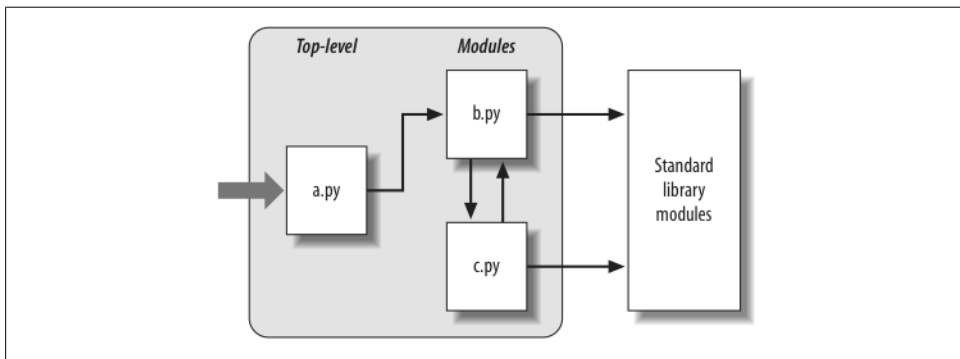 Top-level
Modules
b.py
a.py
c.py
Standard
library
modules